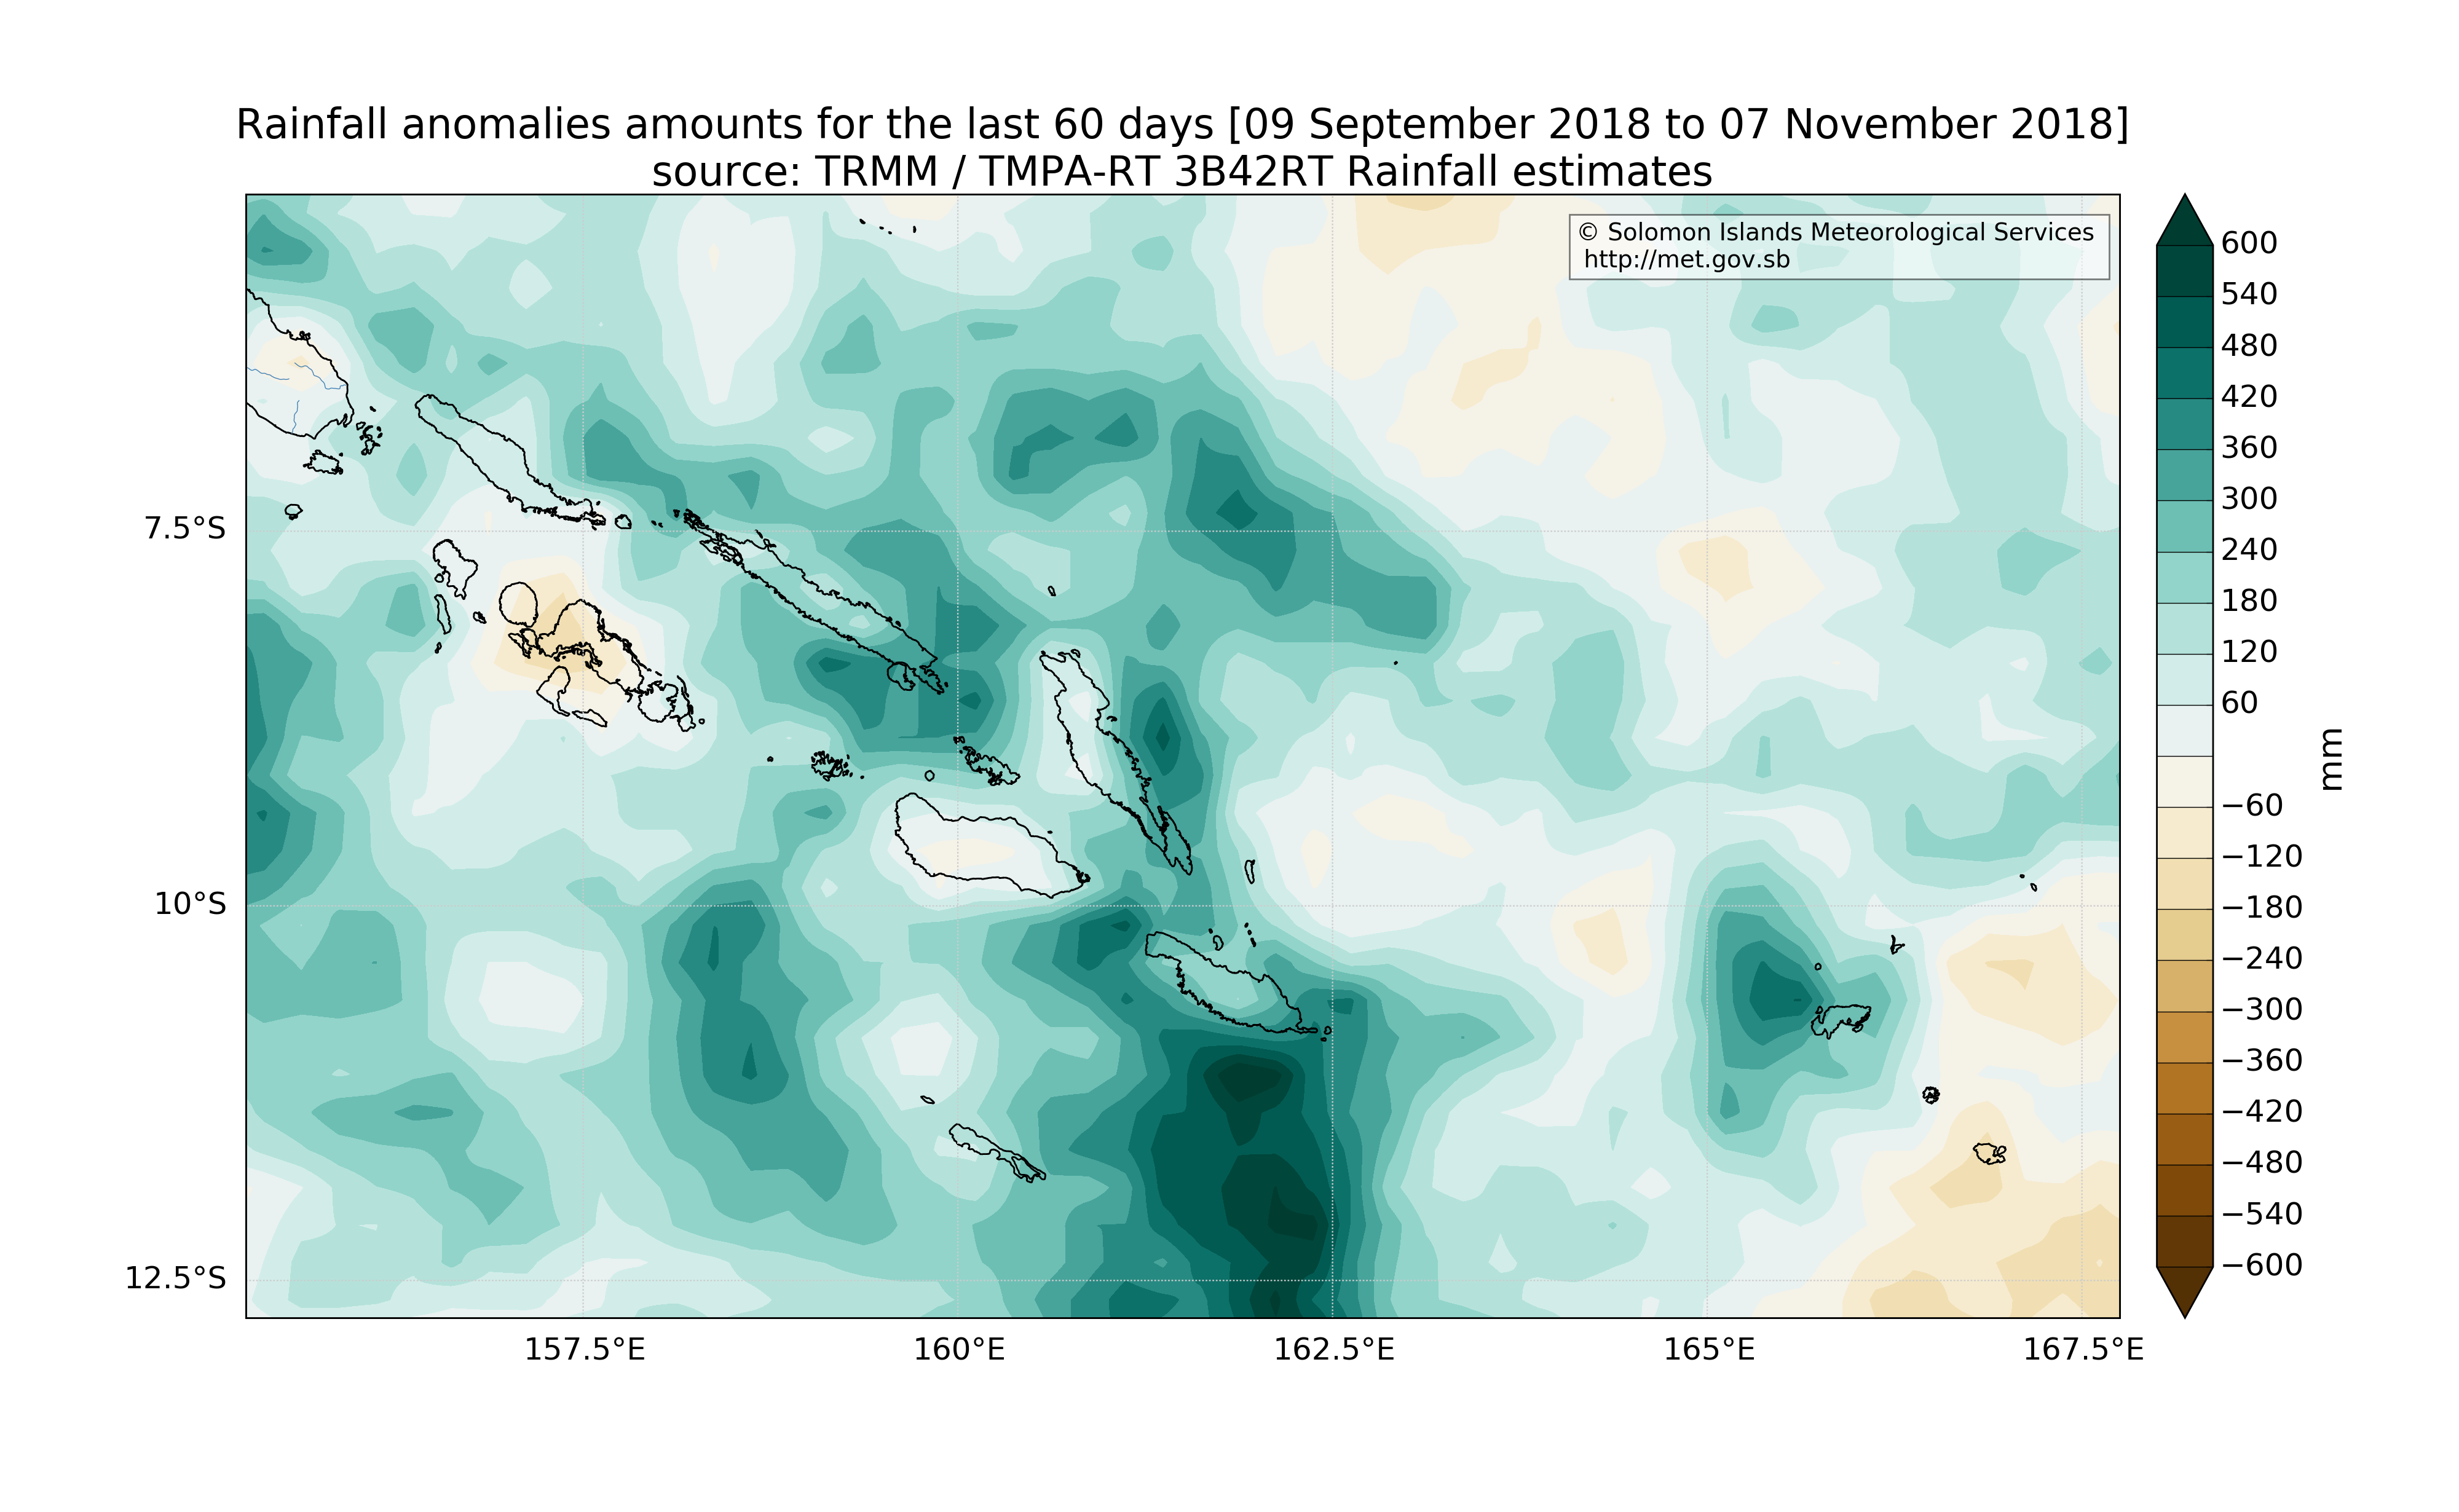 Rainfall anomalies amounts for the last 60 days [09 September 2018 to 07 November 2018]
source: TRMM / TMPA-RT 3B42RT Rainfall estimates
© Solomon Islands Meteorological Services
http://met.gov.sb
7.5°S
10°S
12.5°S
157.5°E
160°E
162.5°E
165°E
167.5°E
600
540
480
420
360
300
240
180
120
60
−60
−120
−180
−240
−300
−360
−420
−480
−540
−600
mm